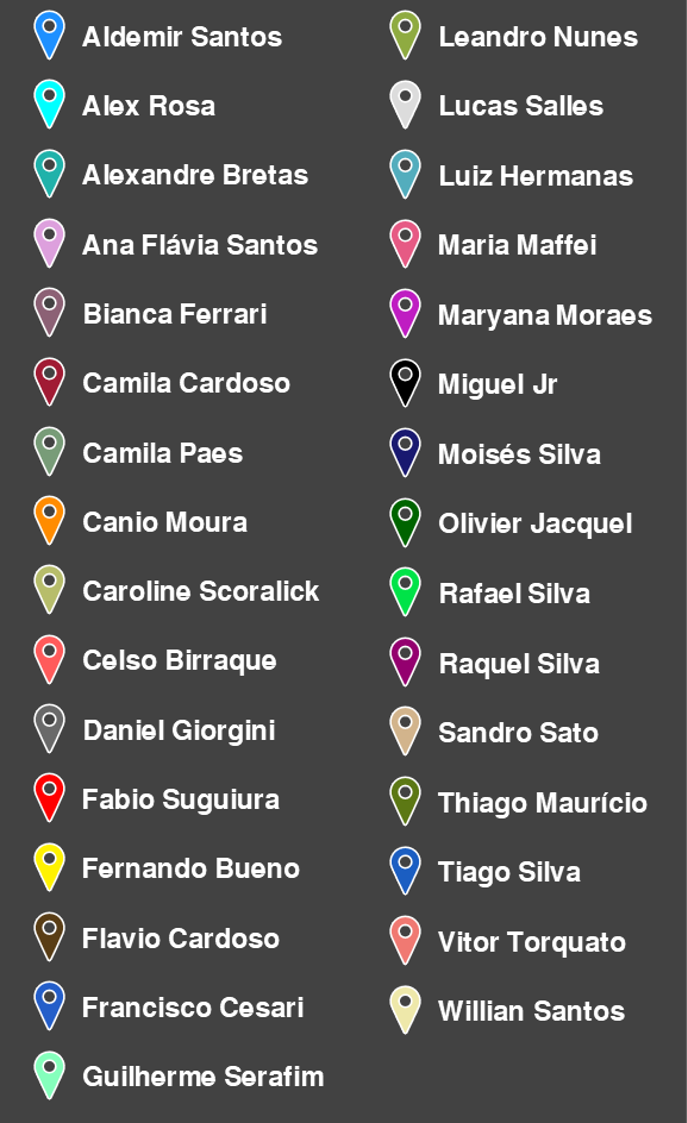 Aldemir Santos
Alex Rosa
Alexandre Bretas
Ana Flávia Santos
Bianca Ferrari
Camila Cardoso
Camila Paes
Canio Moura
Caroline Scoralick
Celso Birraque
Daniel Giorgini
Fabio Suguiura
Fernando Bueno
Flavio Cardoso
Francisco Cesari
Guilherme Serafim
Leandro Nunes
Lucas Salles
Luiz Hermanas
Maria Maffei
Maryana Moraes
Miguel Jr
Moisés Silva
Olivier Jacquel
Rafael Silva
Raquel Silva
Sandro Sato
Thiago Maurício
Tiago Silva
Vitor Torquato
Willian Santos